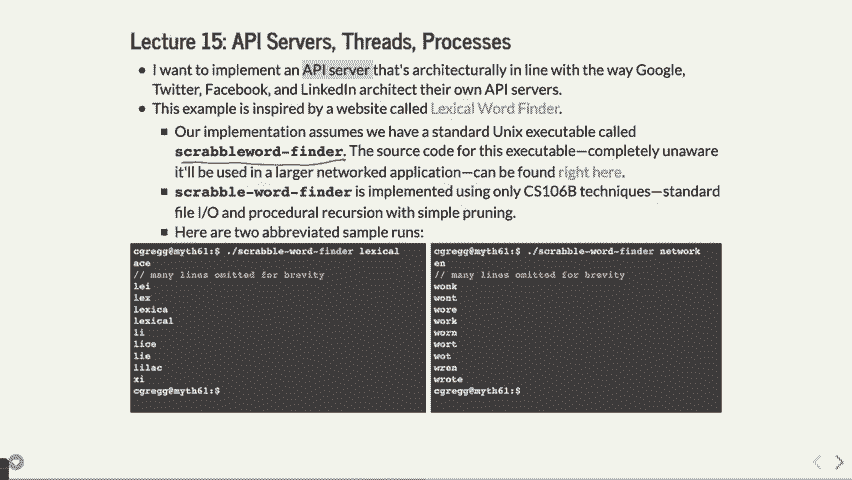 Lecture 15: API Servers, Threads, Processes
I want to implement an API server that's architecturally in line with the way Google,
Twitter, Facebook, and LinkedIn architect their own API servers.
This example is inspired by a website called Lexical Word Finder.
Our implementation assumes we have a standard Unix executable called
scrabbleword-finder. The source code for this executable—completely unaware
it'll be used in a larger networked application—can be found right here.
scrabble-word-finder is implemented using only CS106B techniques—standard
file I/O and procedural recursion with simple pruning.
Here are two abbreviated sample runs:
cgregg@myth61:$ ./scrabble-word-finder lexical
ace
// many lines omitted for brevity
lei
lex
lexica
lexical
li
lice
lie
lilac
xi
cgregg@myth61:$
cgregg@myth61:$ ./scrabble-word-finder network
en
// many lines omitted for brevity
wonk
wont
wore
work
worn
wort
wot
wren
wrote
cgregg@myth61:$